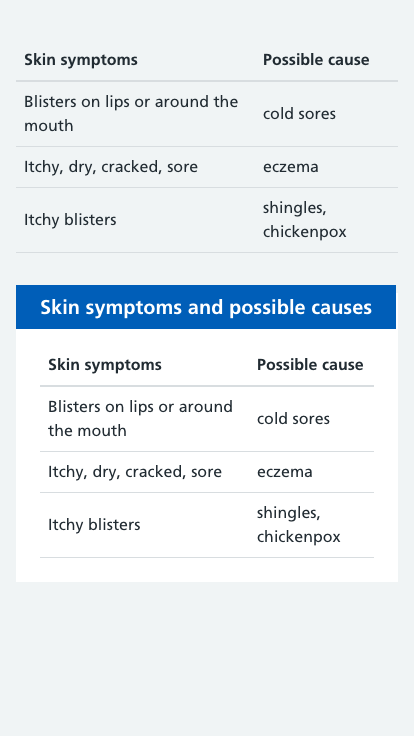 Skin symptoms Possible cause
Blisters on lips or around the
mouth
cold sores
Itchy, dry, cracked, sore eczema
Itchy blisters
shingles,
chickenpox
Skin symptoms and possible causes
Skin symptoms Possible cause
Blisters on lips or around
the mouth
cold sores
Itchy, dry, cracked, sore eczema
Itchy blisters
shingles,
chickenpox